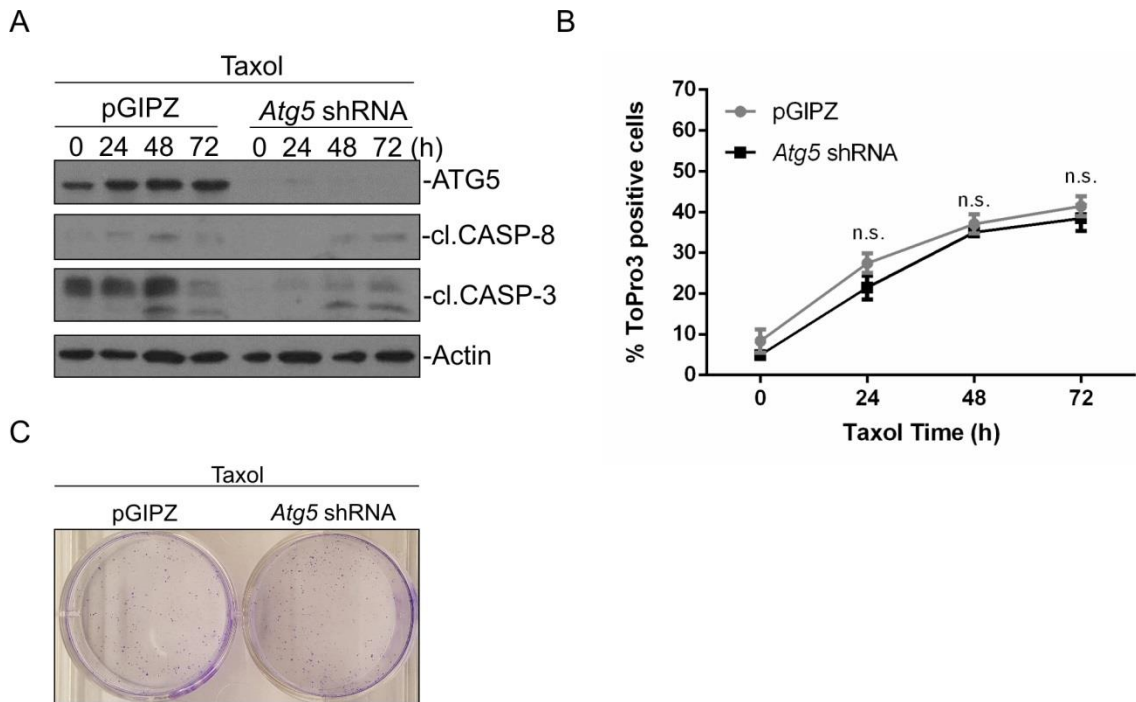 A
Taxol
pGIPZ Atg5 shRNA
0 24 48 72 0 24 48 72 (h)
-ATG5
-cl.CASP-8
-cl.CASP-3
-Actin
B
70
60
50
40
30
20
10
0
% ToPro3 positive cells
pGIPZ
Atg5 shRNA
n.s.
n.s.
n.s.
0 24 48 72
Taxol Time (h)
C
Taxol
pGIPZ Atg5 shRNA